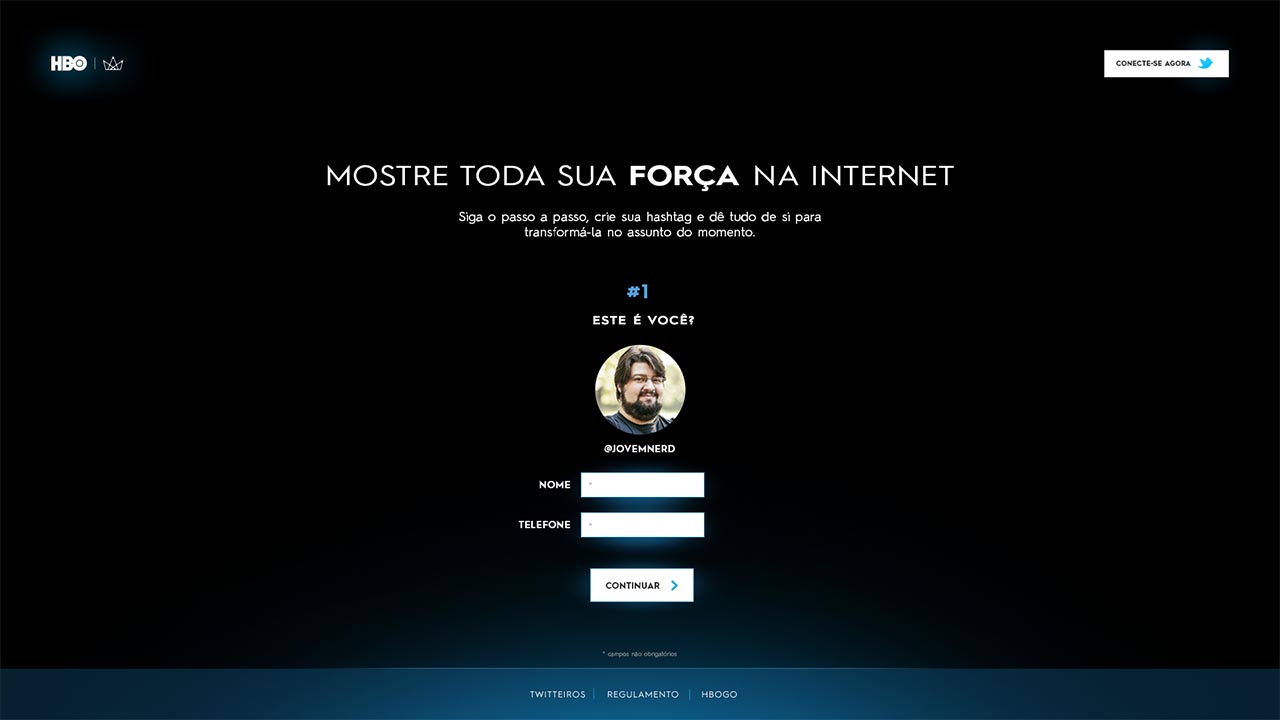 HBO
CONECTE-SE AGORA
MOSTRE TODA SUA FORÇA NA INTERNET
Siga o passo a passo, crie sua hashtag e dê tudo de si para
transformá-la no assunto do momento.
#1
ESTE É VOCÊ?
@JOVEMNERD
NOME *
TELEFONE *
CONTINUAR
* campos não obrigatórios
TWITTEIROS | REGULAMENTO | HBOGO